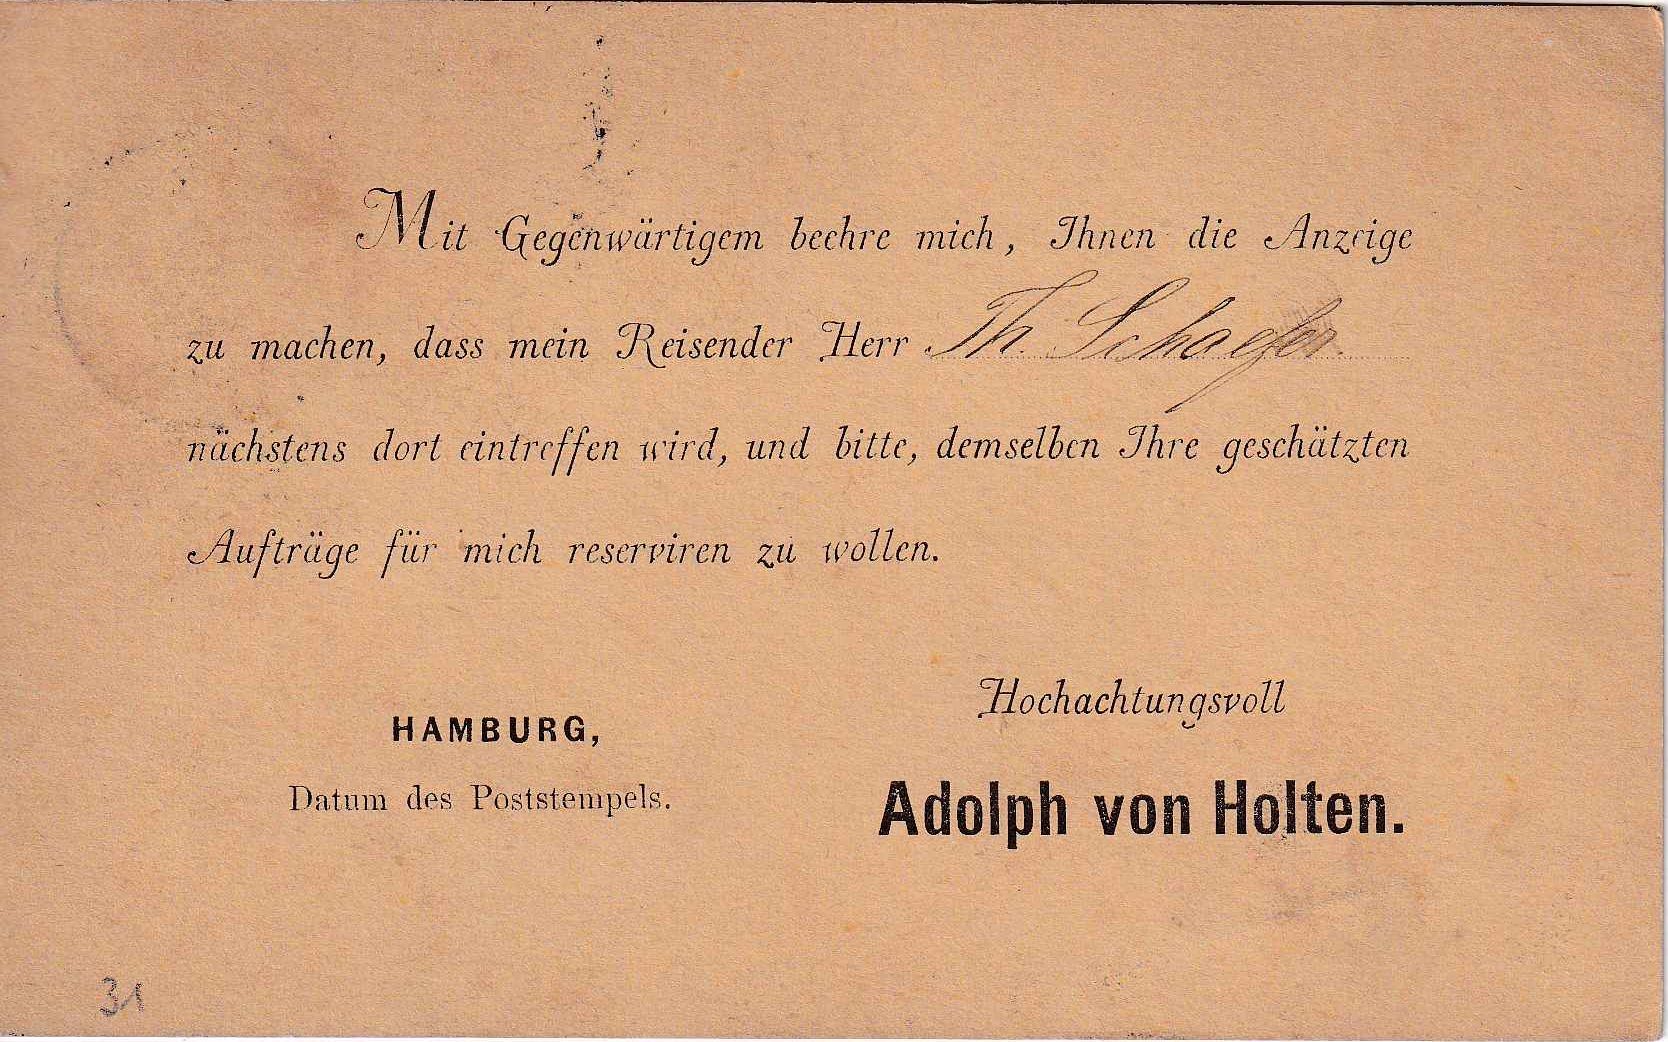 Mit Gegenwärtigem beehre mich, Ihnen die Anzeige
zu machen, dass mein Reisender Herr Th. Schaefer.
nächstens dort eintreffen wird, und bitte, demselben Ihre geschätzten
Aufträge für mich reserviren zu wollen.
Hochachtungsvoll
HAMBURG,
Datum des Poststempels.
Adolph von Holten.
31